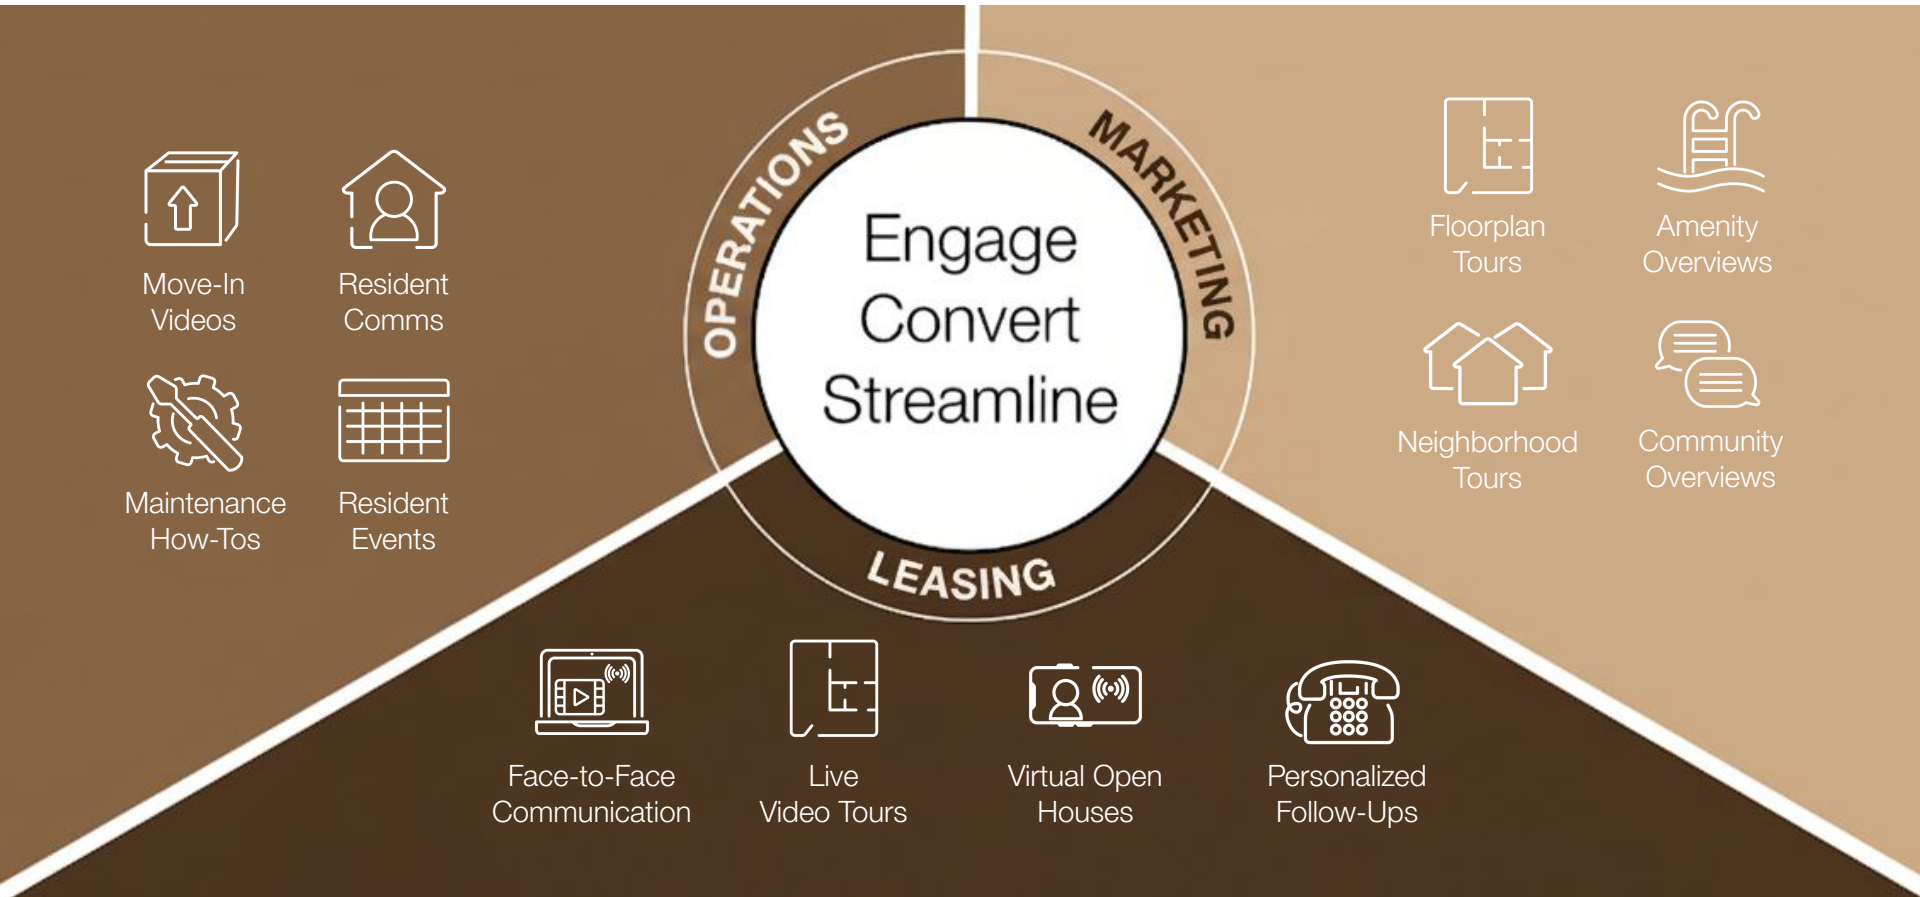 OPERATIONS
MARKETING
LEASING
Engage
Convert
Streamline
Move-In
Videos
Resident
Comms
Maintenance
How-Tos
Resident
Events
Floorplan
Tours
Amenity
Overviews
Neighborhood
Tours
Community
Overviews
Face-to-Face
Communication
Live
Video Tours
Virtual Open
Houses
Personalized
Follow-Ups